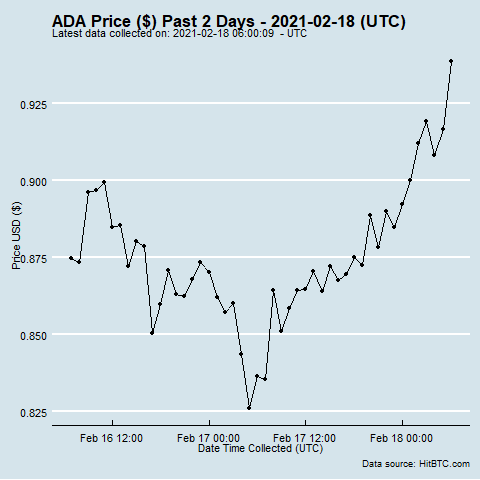 ADA Price ($) Past 2 Days - 2021-02-18 (UTC)
Latest data collected on: 2021-02-18 06:00:09  - UTC
0.925
0.900
0.875
0.850
0.825
Price USD ($)
Feb 16 12:00
Feb 17 00:00
Feb 17 12:00
Feb 18 00:00
Date Time Collected (UTC)
Data source: HitBTC.com